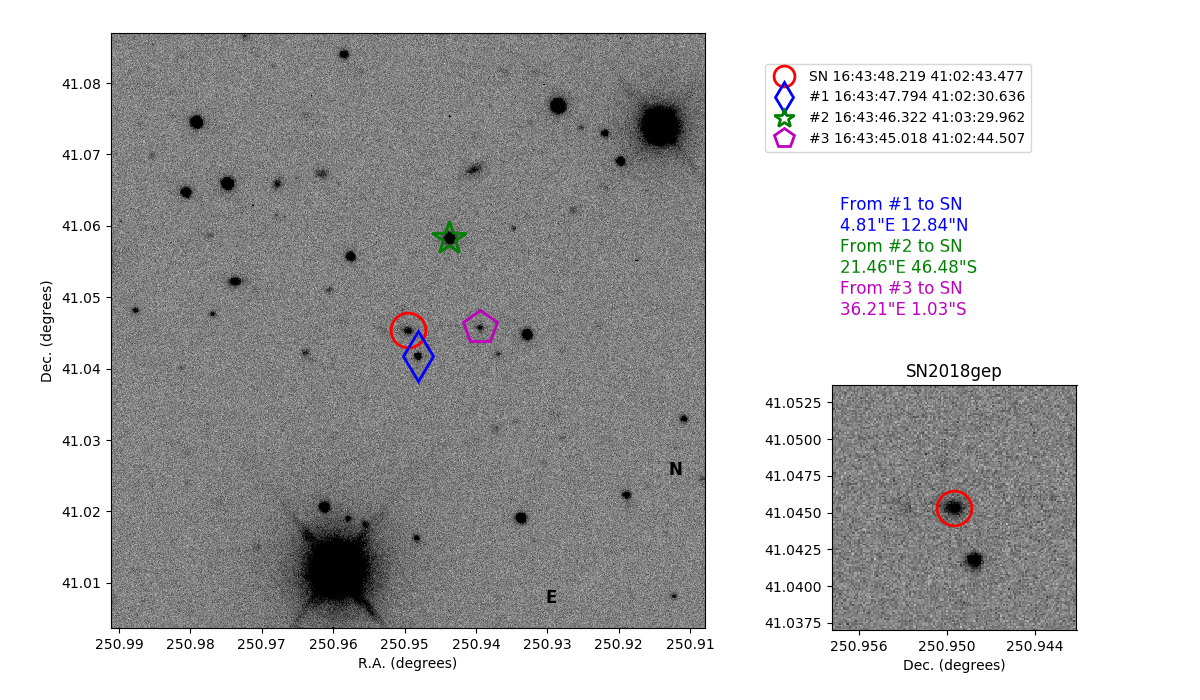 41.08
41.07
41.06
41.05
41.04
41.03
41.02
41.01
Dec. (degrees)
250.99 250.98 250.97 250.96 250.95 250.94 250.93 250.92 250.91
R.A. (degrees)
N
E
SN 16:43:48.219 41:02:43.477
#1 16:43:47.794 41:02:30.636
#2 16:43:46.322 41:03:29.962
#3 16:43:45.018 41:02:44.507
From #1 to SN
4.81"E 12.84"N
From #2 to SN
21.46"E 46.48"S
From #3 to SN
36.21"E 1.03"S
SN2018gep
41.0525
41.0500
41.0475
41.0450
41.0425
41.0400
41.0375
250.956 250.950 250.944
Dec. (degrees)